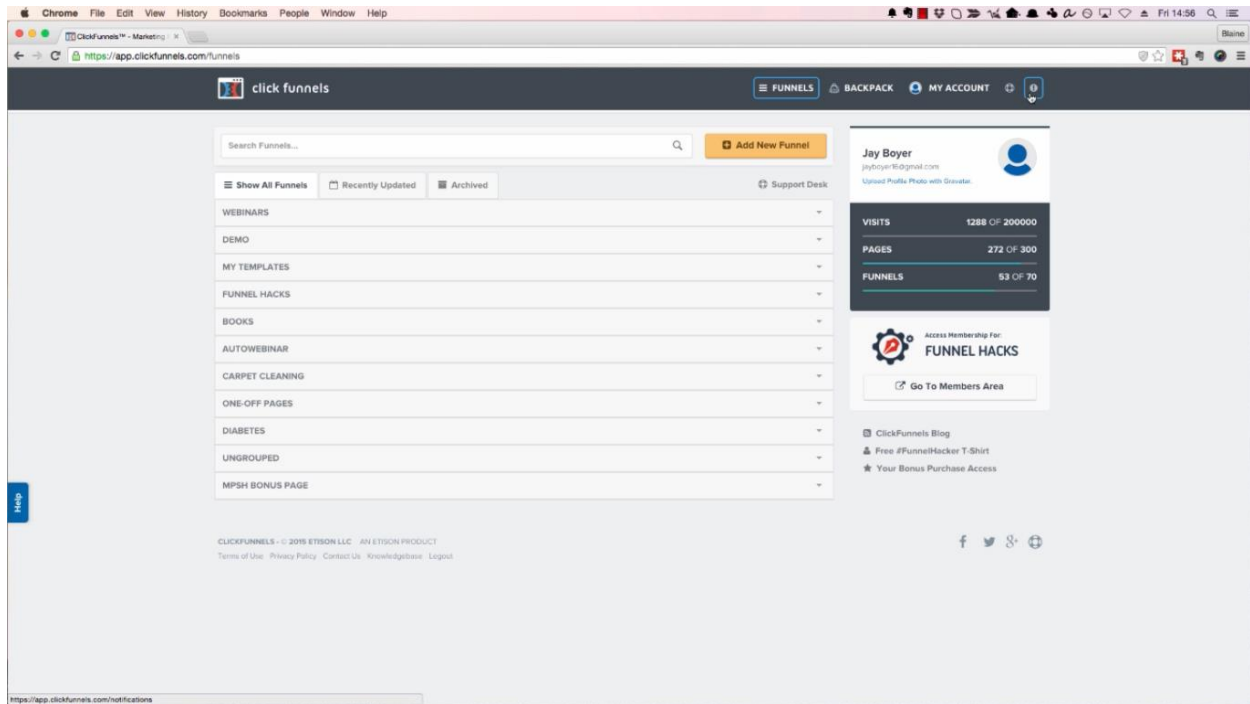 Chrome File Edit View History Bookmarks People Window Help Fri 14:56
ClickFunnels™ - Marketing Blaine
https://app.clickfunnels.com/funnels
click funnels FUNNELS BACKPACK MY ACCOUNT
Search Funnels... Add New Funnel
Jay Boyer
jayboyer16@gmail.com
Upload Profile Photo with Gravatar.
Show All Funnels Recently Updated Archived Support Desk
WEBINARS
DEMO
MY TEMPLATES
FUNNEL HACKS
BOOKS
AUTOWEBINAR
CARPET CLEANING
ONE-OFF PAGES
DIABETES
UNGROUPED
MPSH BONUS PAGE
VISITS 1288 OF 200000
PAGES 272 OF 300
FUNNELS 53 OF 70
Access Membership For:
FUNNEL HACKS
Go To Members Area
ClickFunnels Blog
Free #FunnelHacker T-Shirt
Your Bonus Purchase Access
Help
CLICKFUNNELS - © 2015 ETISON LLC AN ETISON PRODUCT
Terms of Use Privacy Policy Contact Us Knowledgebase Logout
https://app.clickfunnels.com/notifications